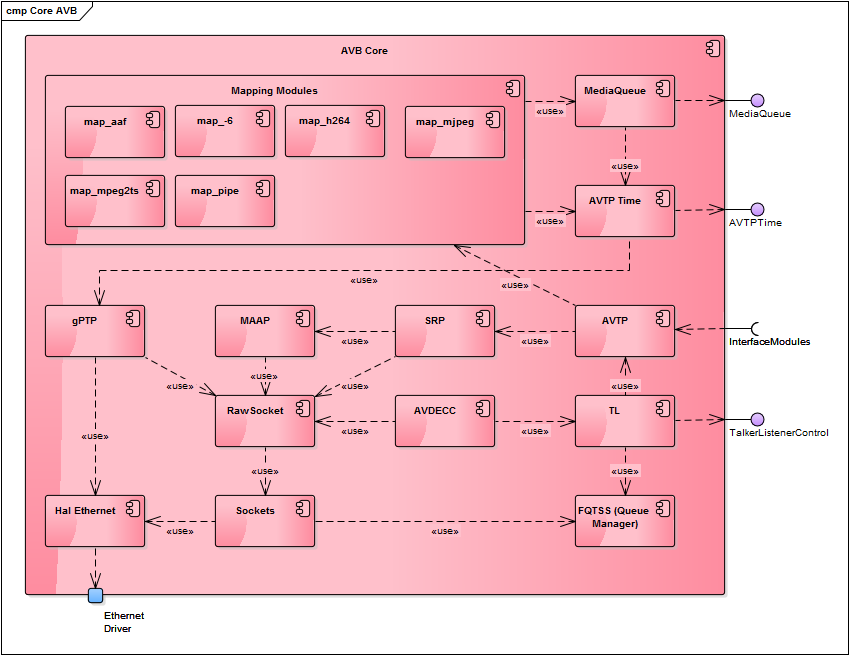 cmp Core AVB
AVB Core
Mapping Modules
map_aaf
map_-6
map_h264
map_mjpeg
map_mpeg2ts
map_pipe
«use»
MediaQueue
MediaQueue
«use»
«use»
AVTP Time
AVTPTime
«use»
«use»
gPTP
MAAP
SRP
AVTP
«use»
«use»
InterfaceModules
«use»
«use»
«use»
«use»
RawSocket
AVDECC
TL
«use»
«use»
TalkerListenerControl
«use»
«use»
«use»
Hal Ethernet
Sockets
FQTSS (Queue
Manager)
«use»
«use»
Ethernet
Driver